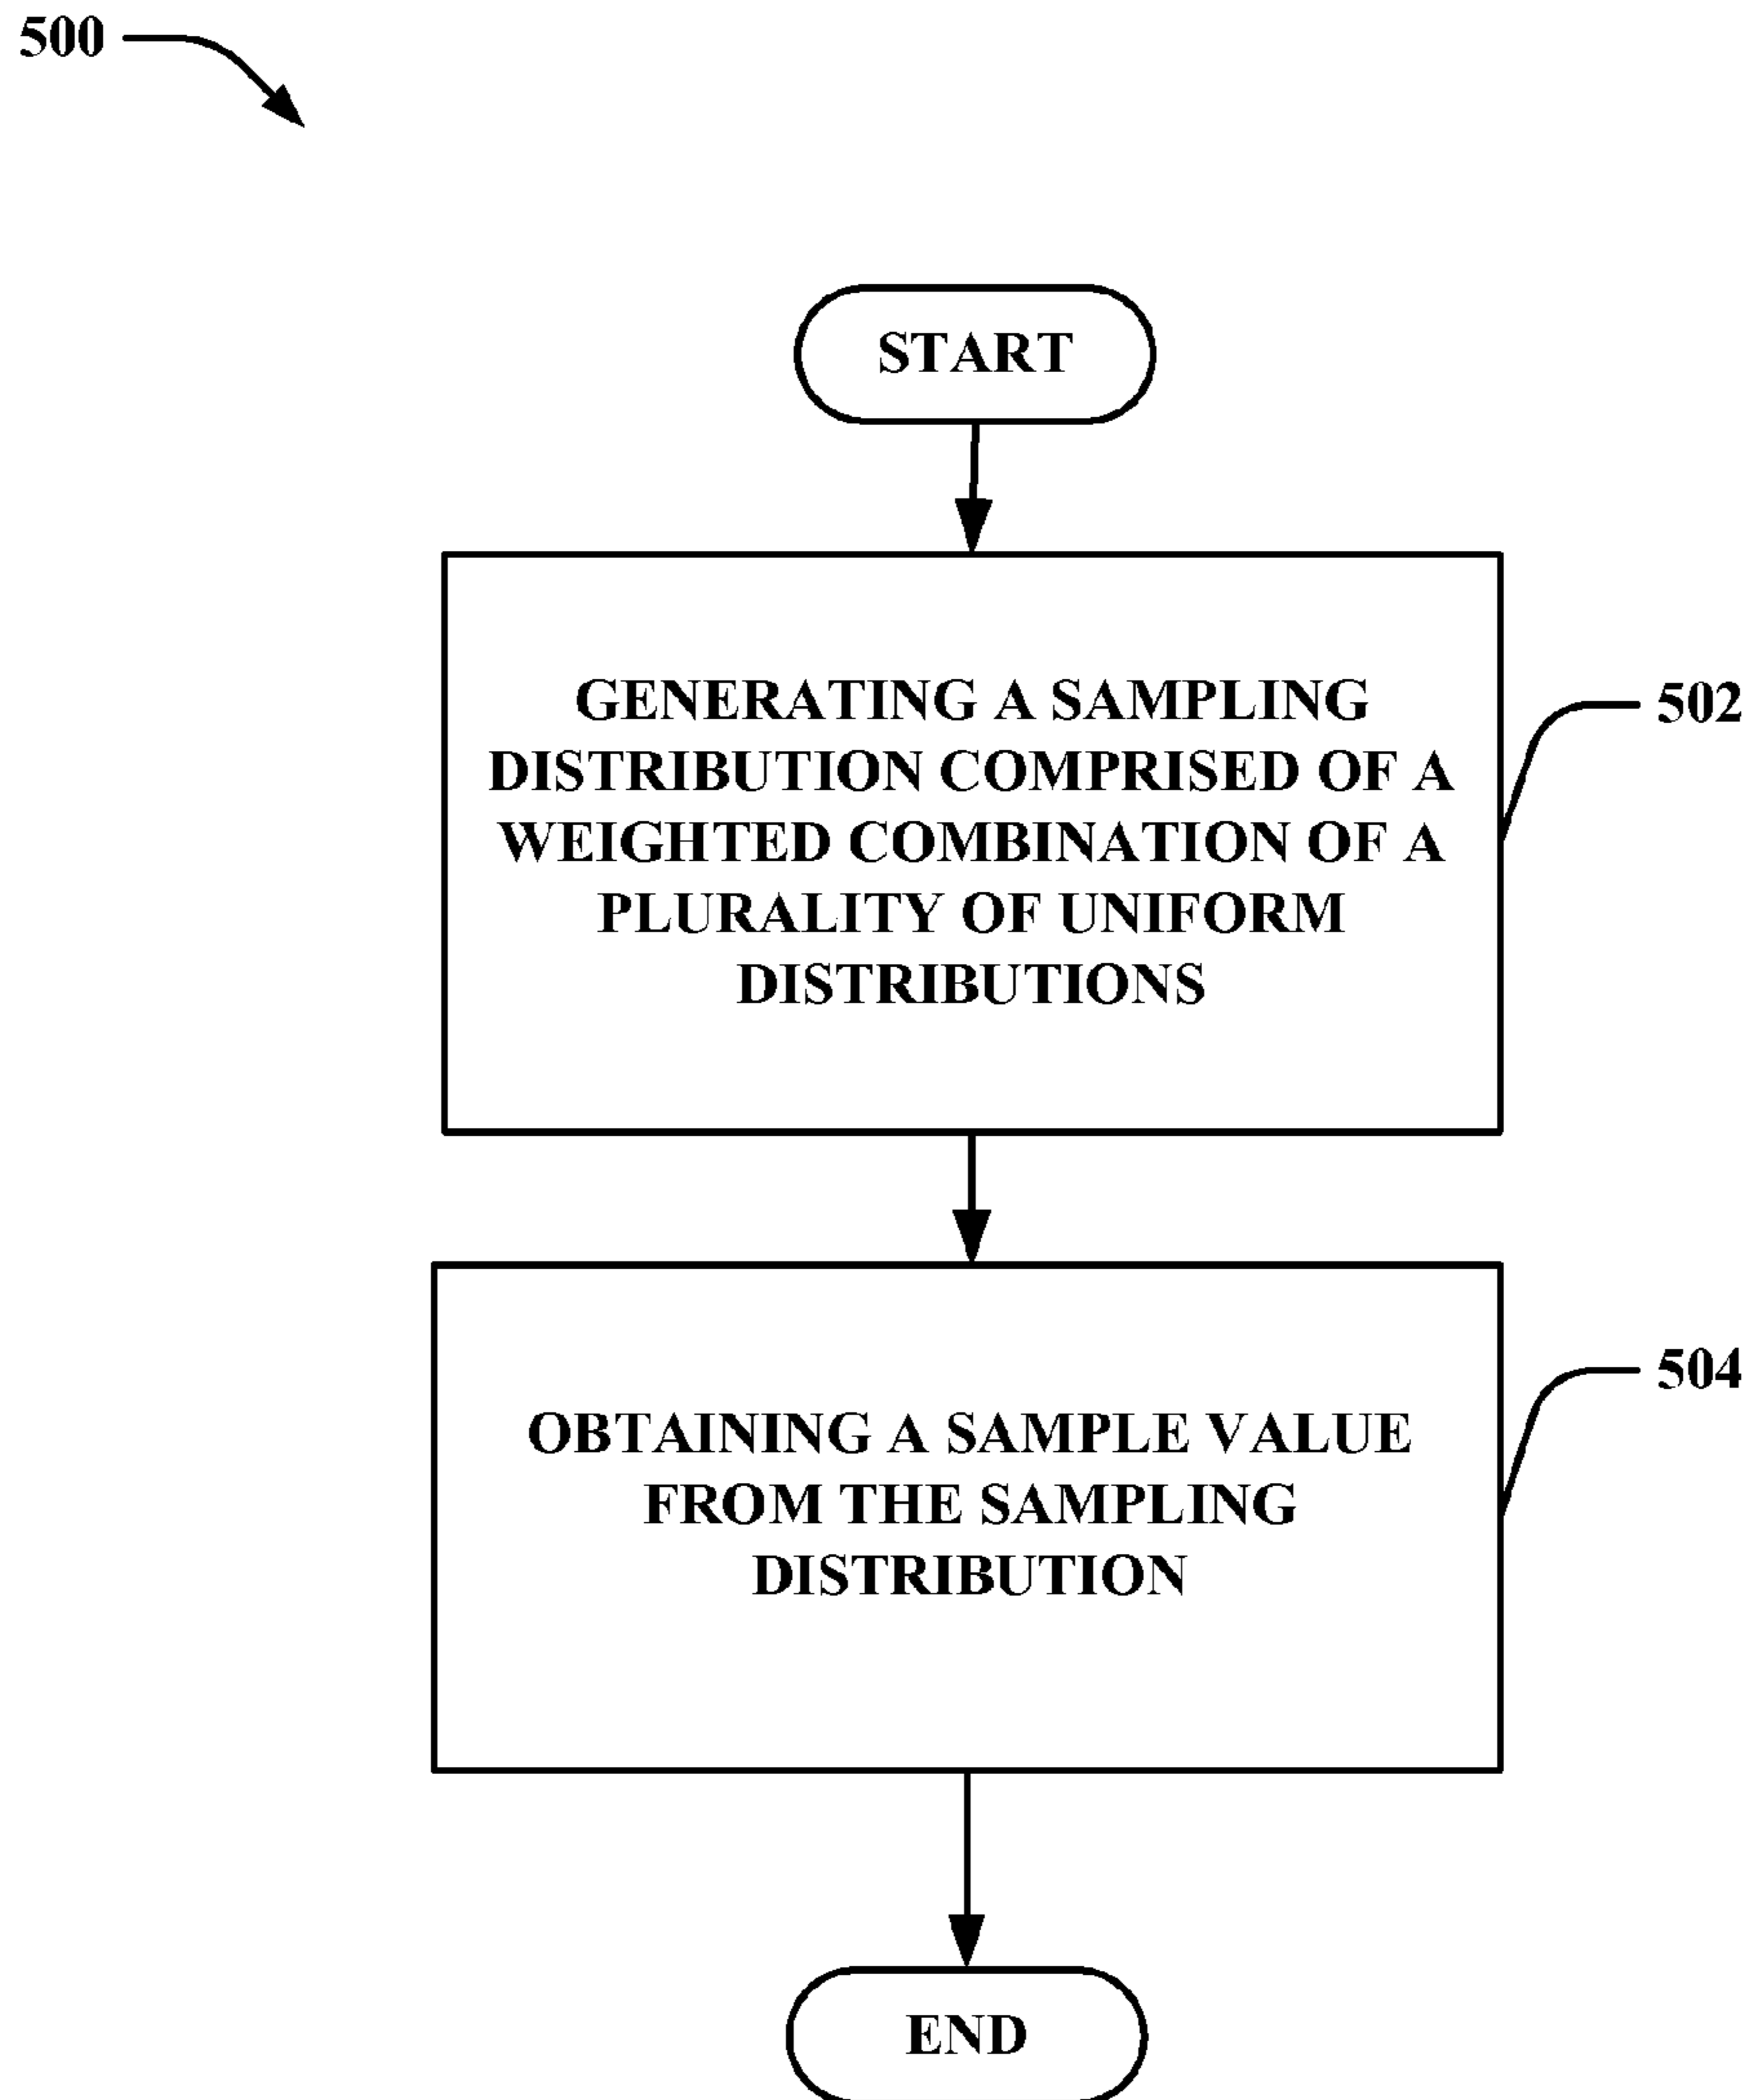 500
START
GENERATING A SAMPLING
DISTRIBUTION COMPRISED OF A
WEIGHTED COMBINATION OF A
PLURALITY OF UNIFORM
DISTRIBUTIONS
502
OBTAINING A SAMPLE VALUE
FROM THE SAMPLING
DISTRIBUTION
504
END